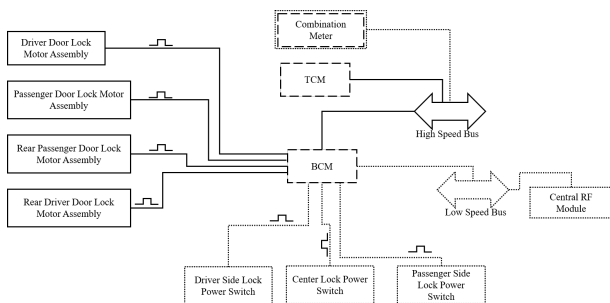 Combination
Meter
Driver Door Lock
Motor Assembly
TCM
Passenger Door Lock Motor
Assembly
High Speed Bus
Rear Passenger Door Lock
Motor Assembly
BCM
Rear Driver Door Lock
Motor Assembly
Low Speed Bus
Central RF
Module
Driver Side Lock
Power Switch
Center Lock Power
Switch
Passenger Side
Lock Power
Switch